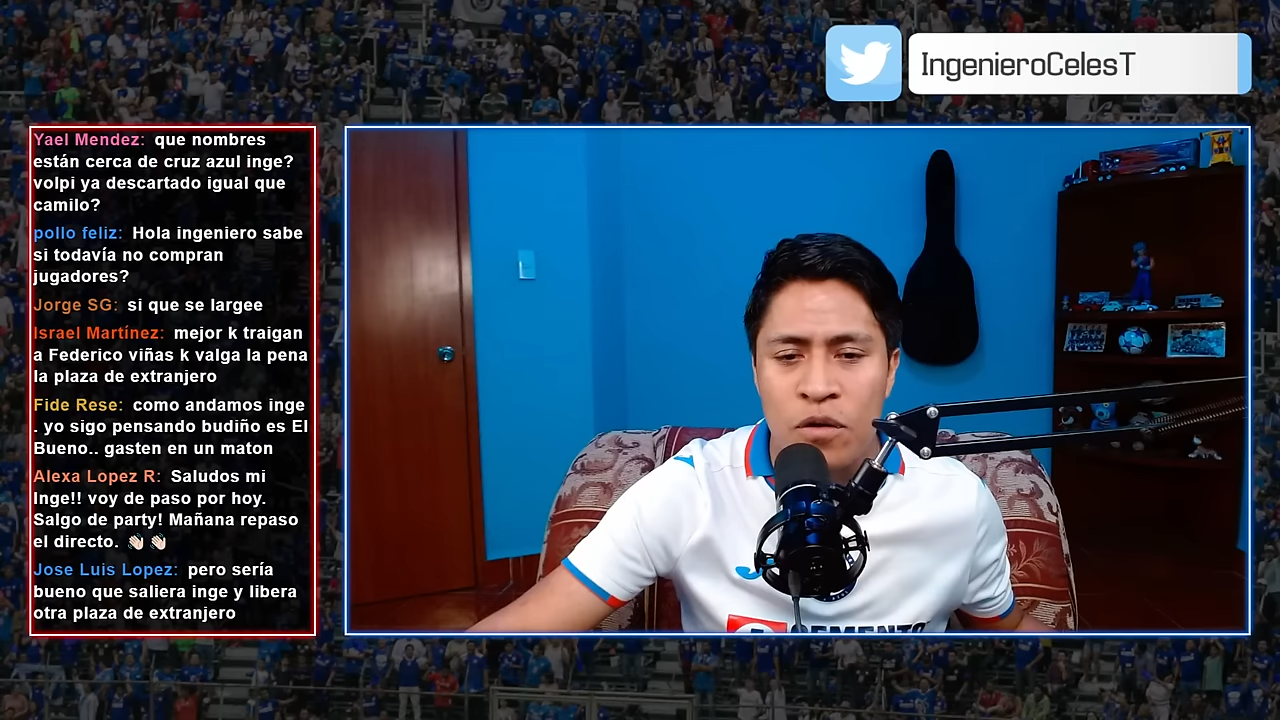 IngenieroCelesT
Yael Mendez: que nombres
están cerca de cruz azul inge?
volpi ya descartado igual que
camilo?
pollo feliz: Hola ingeniero sabe
si todavía no compran
jugadores?
Jorge SG: si que se largee
Israel Martínez: mejor k traigan
a Federico viñas k valga la pena
la plaza de extranjero
Fide Rese: como andamos inge
. yo sigo pensando budiño es El
Bueno.. gasten en un maton
Alexa Lopez R: Saludos mi
Inge!! voy de paso por hoy.
Salgo de party! Mañana repaso
el directo. 👏🏻 👏🏻
Jose Luis Lopez: pero sería
bueno que saliera inge y libera
otra plaza de extranjero
CEMENTO